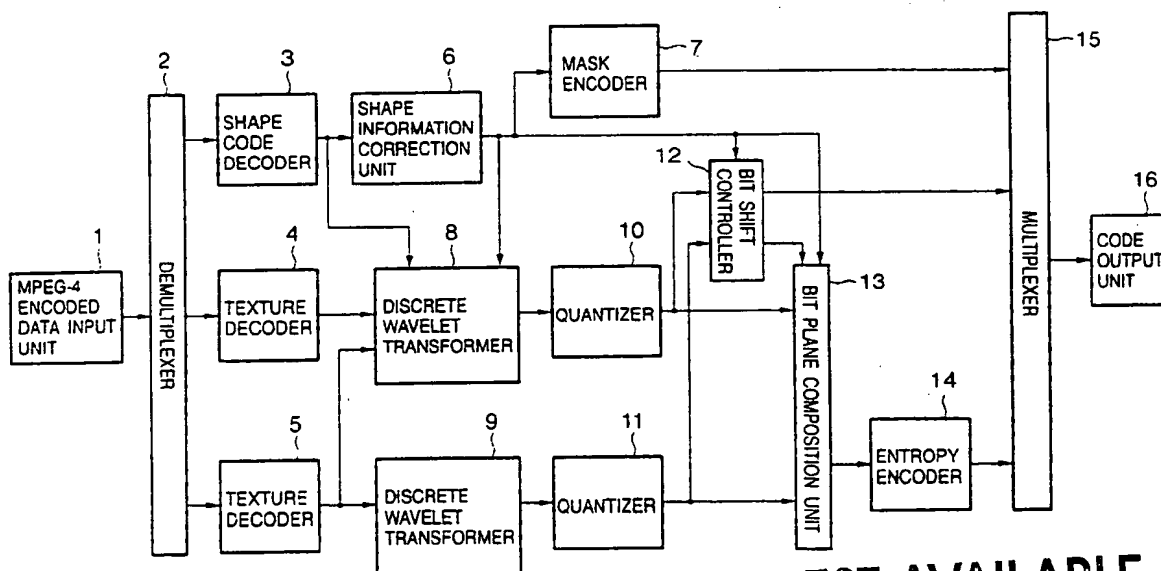 15
2
3
6
7
MASK
ENCODER
SHAPE
CODE
DECODER
SHAPE
INFORMATION
CORRECTION
UNIT
12
BIT SHIFT
CONTROLLER
16
CODE
OUTPUT
UNIT
1
MPEG-4
ENCODED
DATA INPUT
UNIT
DEMULTIPLEXER
4
TEXTURE
DECODER
8
DISCRETE
WAVELET
TRANSFORMER
10
QUANTIZER
13
BIT PLANE COMPOSITION UNIT
MULTIPLEXER
5
TEXTURE
DECODER
9
DISCRETE
WAVELET
TRANSFORMER
11
QUANTIZER
14
ENTROPY
ENCODER
AVAILABLE